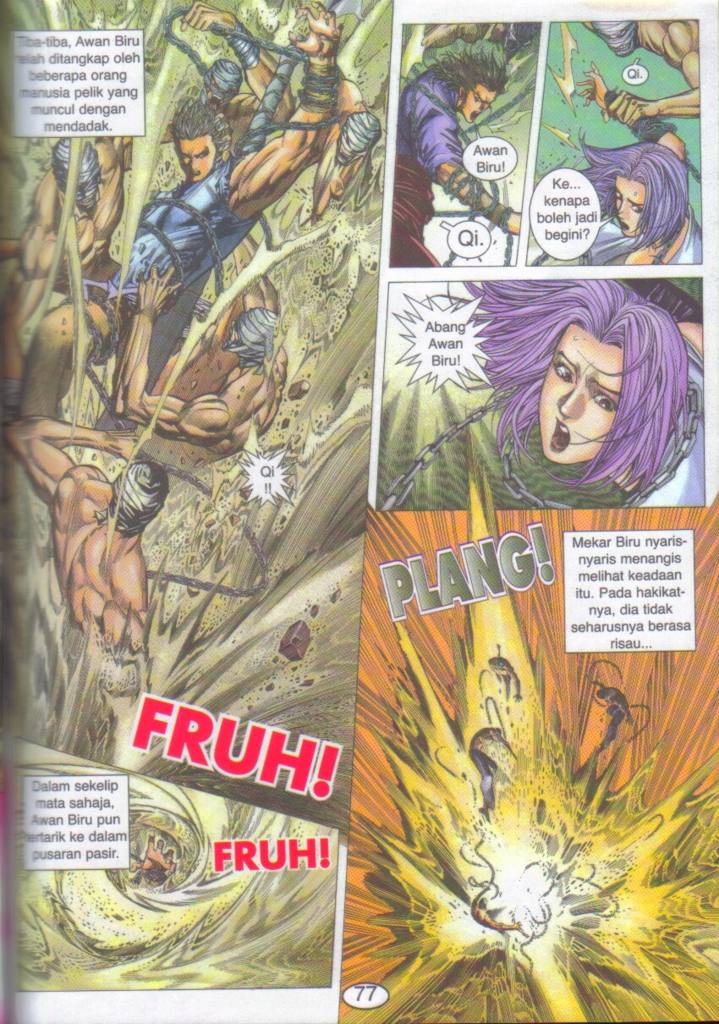 Tiba-tiba, Awan Biru
telah ditangkap oleh
beberapa orang
manusia pelik yang
muncul dengan
mendadak.
Qi
!!
FRUH!
Dalam sekelip
mata sahaja,
Awan Biru pun
tertarik ke dalam
pusaran pasir.
FRUH!
Awan
Biru!
Qi.
Qi.
Ke...
kenapa
boleh jadi
begini?
Abang
Awan
Biru!
PLANG!
Mekar Biru nyaris-
nyaris menangis
melihat keadaan
itu. Pada hakikat-
nya, dia tidak
seharusnya berasa
risau...
77